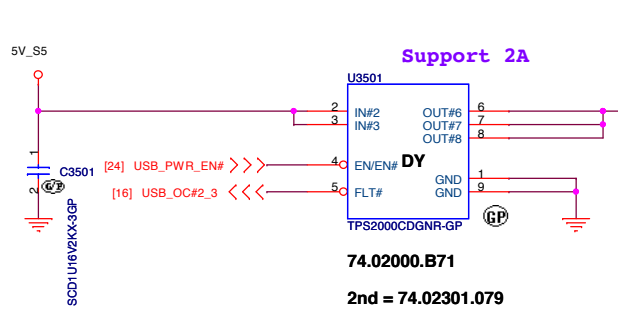 Support 2A
5V_S5
U3501
2 IN#2 OUT#6 6
3 IN#3 OUT#7 7
OUT#8 8
[24] USB_PWR_EN# 4 EN/EN# DY
[16] USB_OC#2_3 5 FLT#
GND 1
GND 9
1
C3501
2
GP
SCD1U16V2KX-3GP
TPS2000CDGNR-GP
GP
74.02000.B71
2nd = 74.02301.079